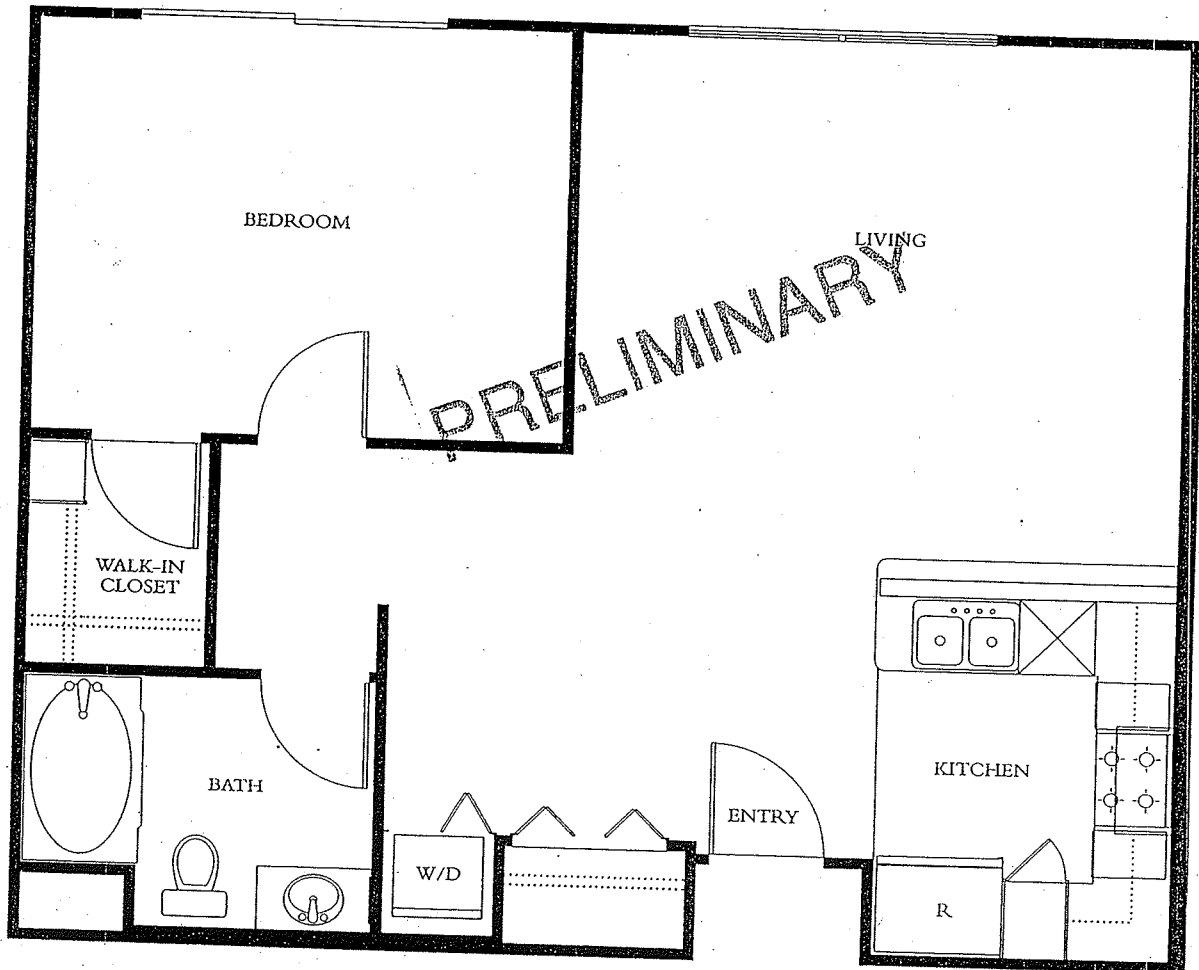 BEDROOM
LIVING
PRELIMINARY
WALK-IN
CLOSET
BATH
W/D
ENTRY
KITCHEN
R